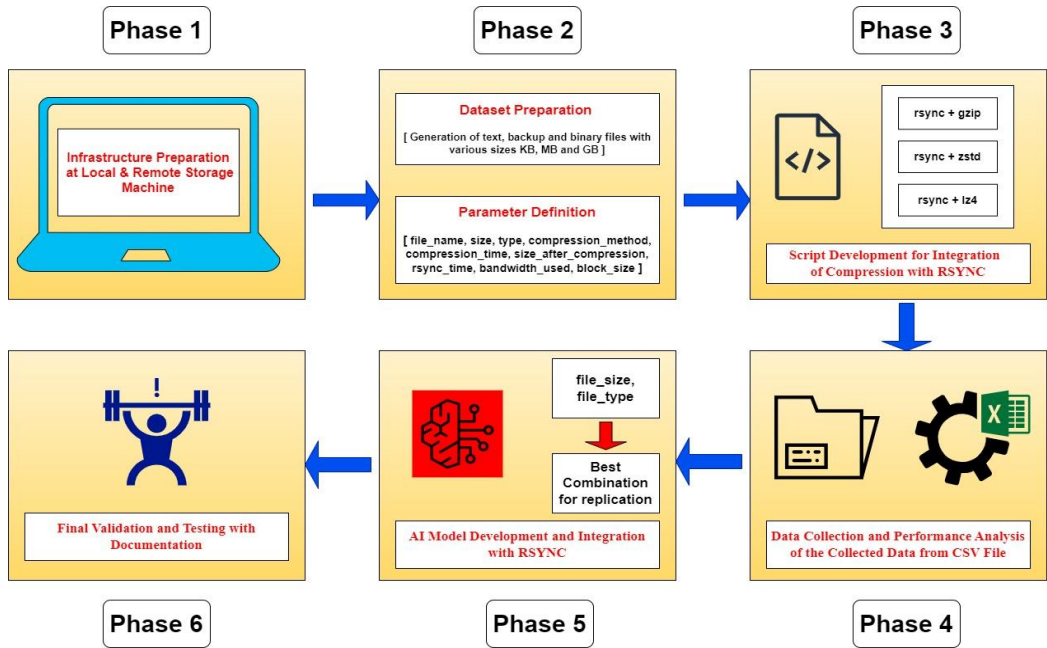 Phase 1
Infrastructure Preparation
at Local & Remote Storage
Machine
Phase 2
Dataset Preparation
[ Generation of text, backup and binary files with
various sizes KB, MB and GB ]
Parameter Definition
[ file_name, size, type, compression_method,
compression_time, size_after_compression,
rsync_time, bandwidth_used, block_size ]
Phase 3
</>
rsync + gzip
rsync + zstd
rsync + lz4
Script Development for Integration
of Compression with RSYNC
X
Data Collection and Performance Analysis
of the Collected Data from CSV File
Phase 4
file_size,
file_type
Best
Combination
for replication
AI Model Development and Integration
with RSYNC
Phase 5
!
Final Validation and Testing with
Documentation
Phase 6